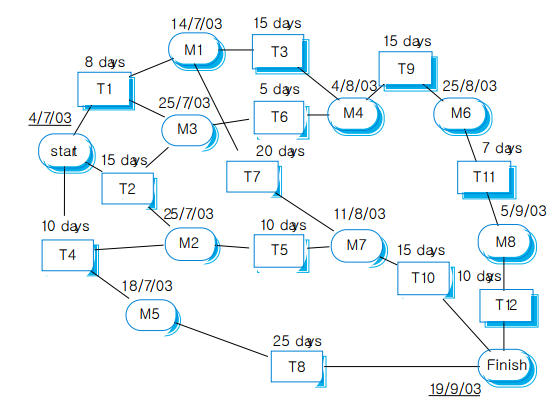 14/7/03
15 days
8 days
M1
T3
15 days
T9
T1
5 days
4/8/03
25/8/03
25/7/03
4/7/03
M3
T6
M4
M6
start
15 days
20 days
7 days
T2
T7
T11
25/7/03
10 days
10 days
11/8/03
5/9/03
T4
M2
T5
M7
15 days
M8
18/7/03
T10
10 days
M5
T12
25 days
T8
Finish
19/9/03